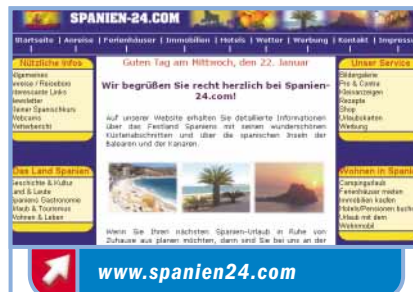 SPANIEN-24.COM
Startseite | Anreise | Ferienhäuser | Immobilien | Hotels | Wetter | Werbung | Kontakt | Impressu
Nützliche Infos
Allgemeines
Anreise / Reisebüro
Interessante Links
Newsletter
Kleiner Spanischkurs
Webcams
Wetterbericht
Das Land Spanien
Geschichte & Kultur
Land & Leute
Spaniens Gastronomie
Urlaub & Tourismus
Wohnen & Leben
Guten Tag am Mittwoch, den 22. Januar
Wir begrüßen Sie recht herzlich bei Spanien-
24.com!
Auf unserer Website erhalten Sie detaillierte Informationen
über das Festland Spaniens mit seinen wunderschönen
Küstenabschnitten und über die spanischen Inseln der
Balearen und der Kanaren.
Wenn Sie Ihren nächsten Spanien-Urlaub in Ruhe von
Zuhause aus planen möchten, dann sind Sie bei uns an der
Unser Service
Bildergalerie
Pro & Contra
Kleinanzeigen
Rezepte
Shop
Urlaubskarten
Werbung
Wohnen in Spani
Campingurlaub
Ferienhäuser mieten
Immobilien kaufen
Hotels/Pensionen buche
Urlaub mit dem
Wohnmobil
www.spanien24.com